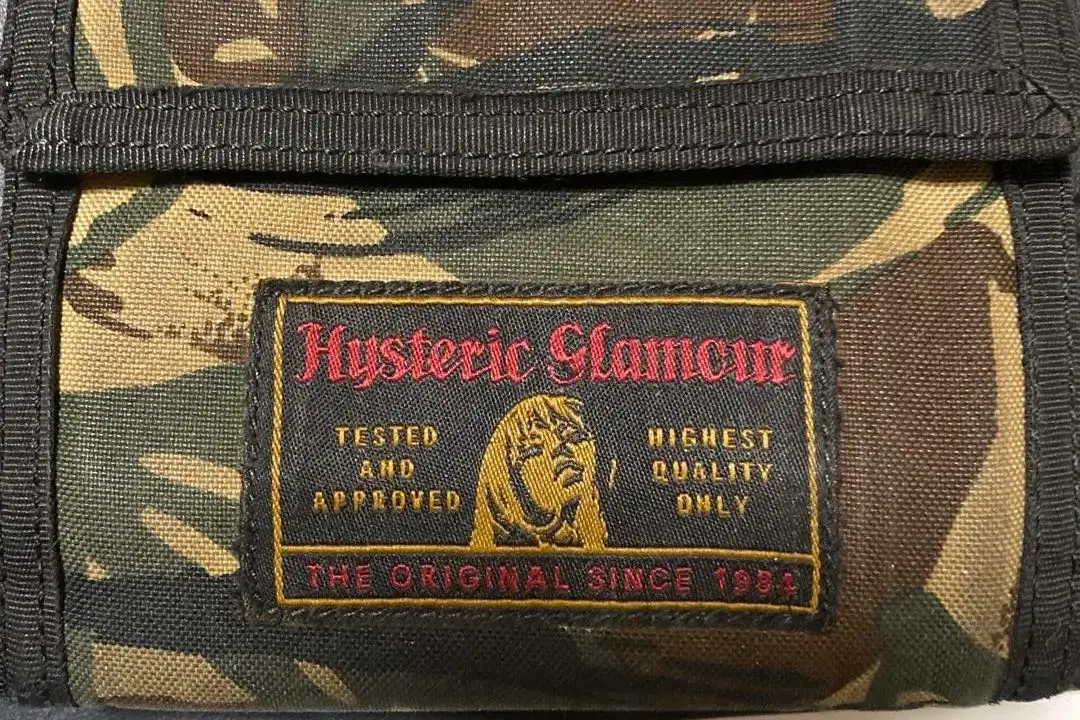 Hysteric Glamour
TESTED
AND
APPROVED
HIGHEST
QUALITY
ONLY
THE ORIGINAL SINCE 1984